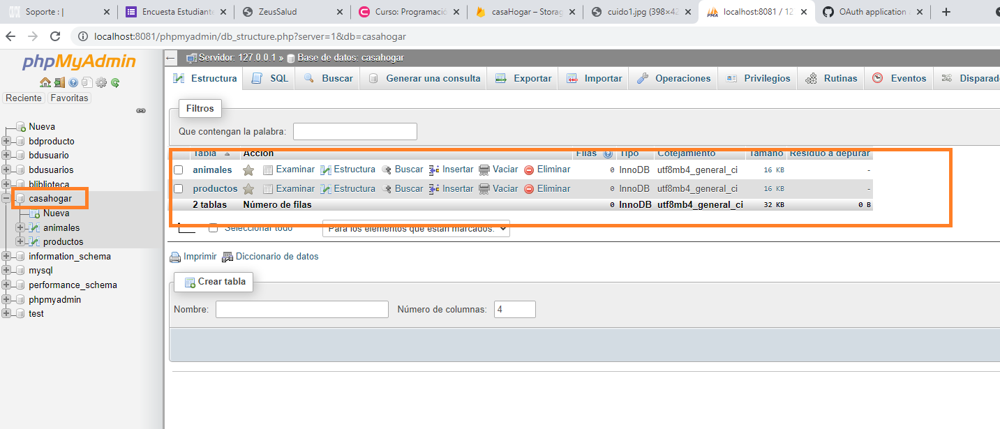 Soporte : |
Encuesta Estudiante
ZeusSalud
Curso: Programació
casaHogar – Storag
cuido1.jpg (398×42
localhost:8081 / 12
OAuth application
localhost:8081/phpmyadmin/db_structure.php?server=1&db=casahogar
phpMyAdmin
Reciente Favoritas
Nueva
bdproducto
bdusuario
bdusuarios
bliblioteca
casahogar
Nueva
animales
productos
information_schema
mysql
performance_schema
phpmyadmin
test
Servidor: 127.0.0.1 » Base de datos: casahogar
Estructura SQL Buscar Generar una consulta Exportar Importar Operaciones Privilegios Rutinas Eventos Disparad
Filtros
Que contengan la palabra:
Tabla Acción Filas Tipo Cotejamiento Tamaño Residuo a depurar
animales Examinar Estructura Buscar Insertar Vaciar Eliminar 0 InnoDB utf8mb4_general_ci 16 KB -
productos Examinar Estructura Buscar Insertar Vaciar Eliminar 0 InnoDB utf8mb4_general_ci 16 KB -
2 tablas Número de filas 0 InnoDB utf8mb4_general_ci 32 KB 0 B
Seleccionar todo Para los elementos que están marcados:
Imprimir Diccionario de datos
Crear tabla
Nombre: Número de columnas: 4